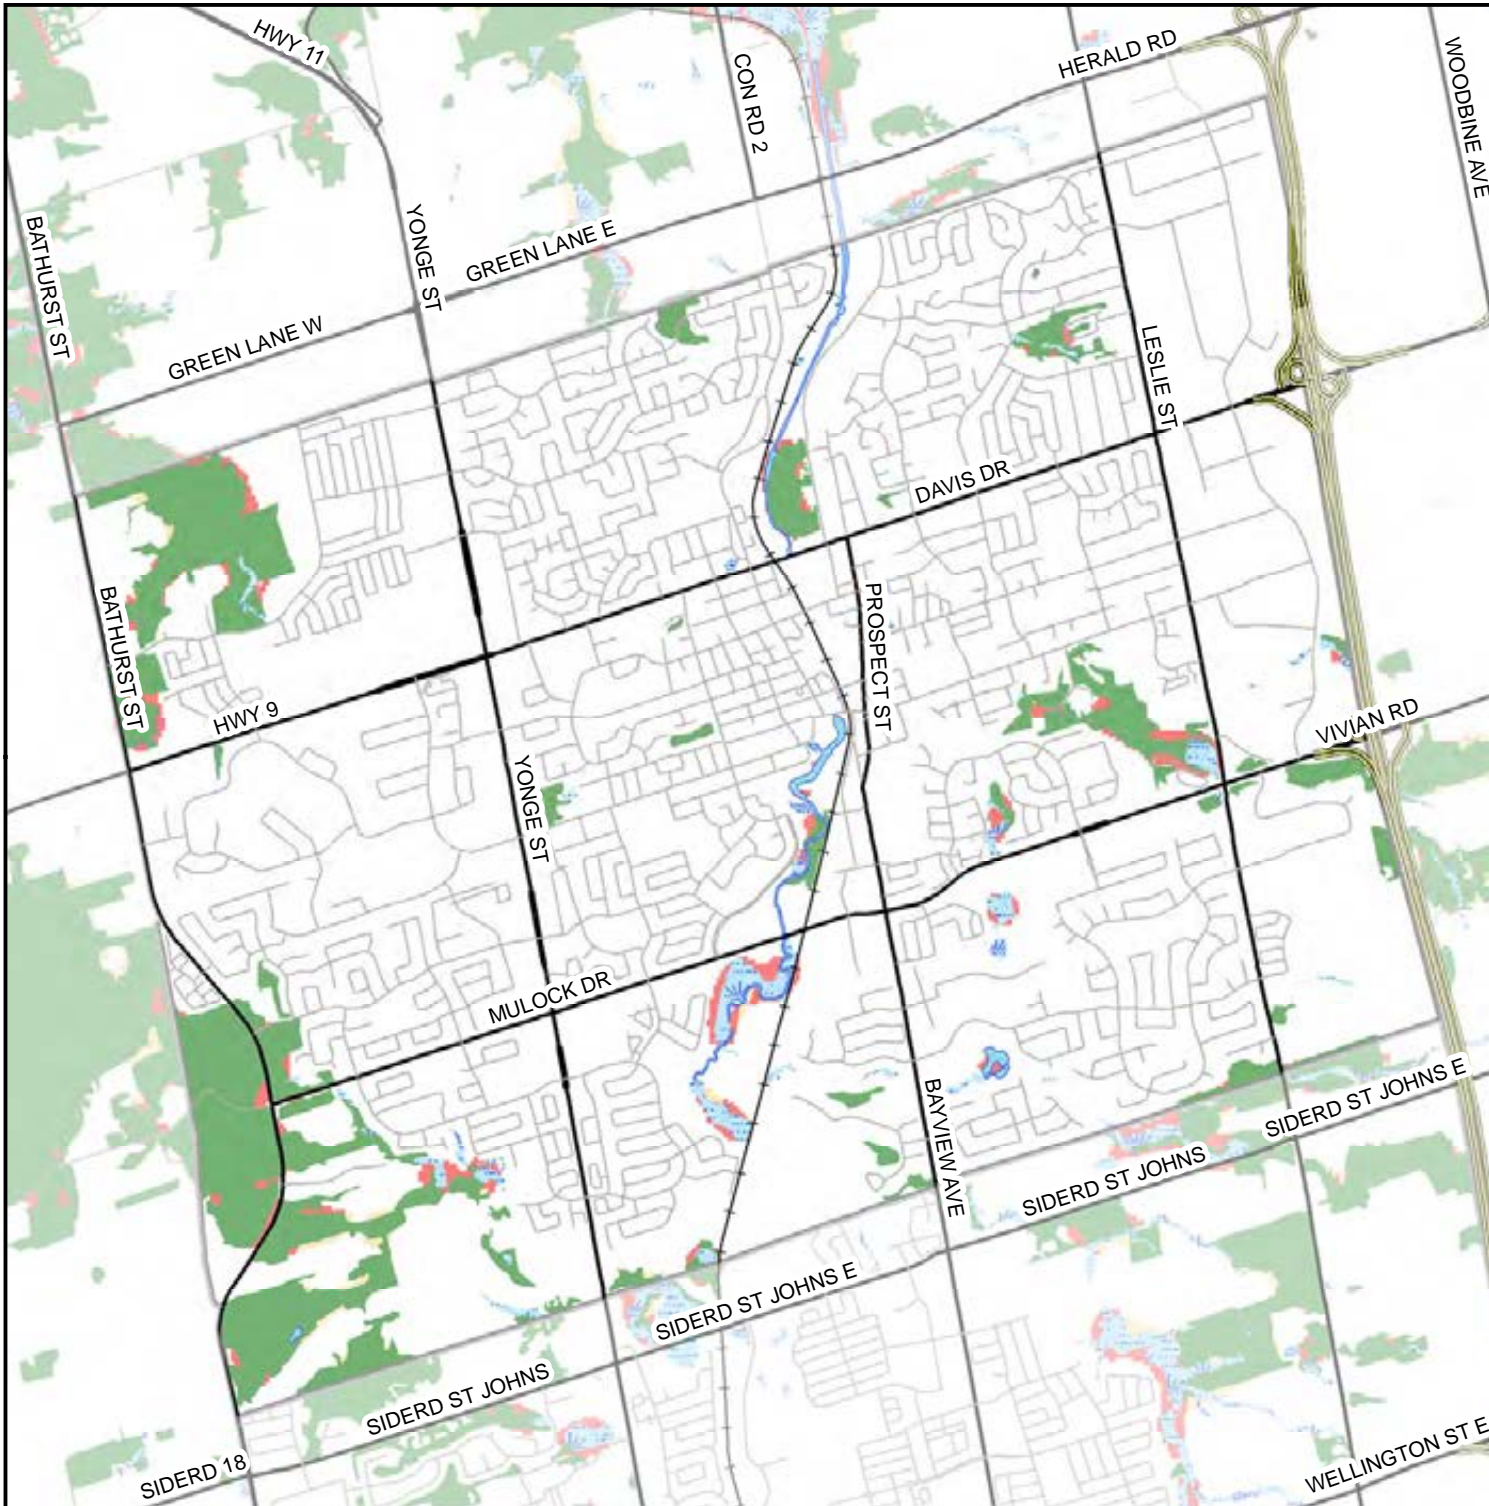 HWY 11
CON RD 2
HERALD RD
WOODBINE AVE
BATHURST ST
YONGE ST
GREEN LANE E
GREEN LANE W
LESLIE ST
DAVIS DR
BATHURST ST
PROSPECT ST
HWY 9
VIVIAN RD
YONGE ST
MULOCK DR
BAYVIEW AVE
SIDERD ST JOHNS E
SIDERD ST JOHNS
SIDERD ST JOHNS E
SIDERD ST JOHNS
SIDERD 18
WELLINGTON ST E